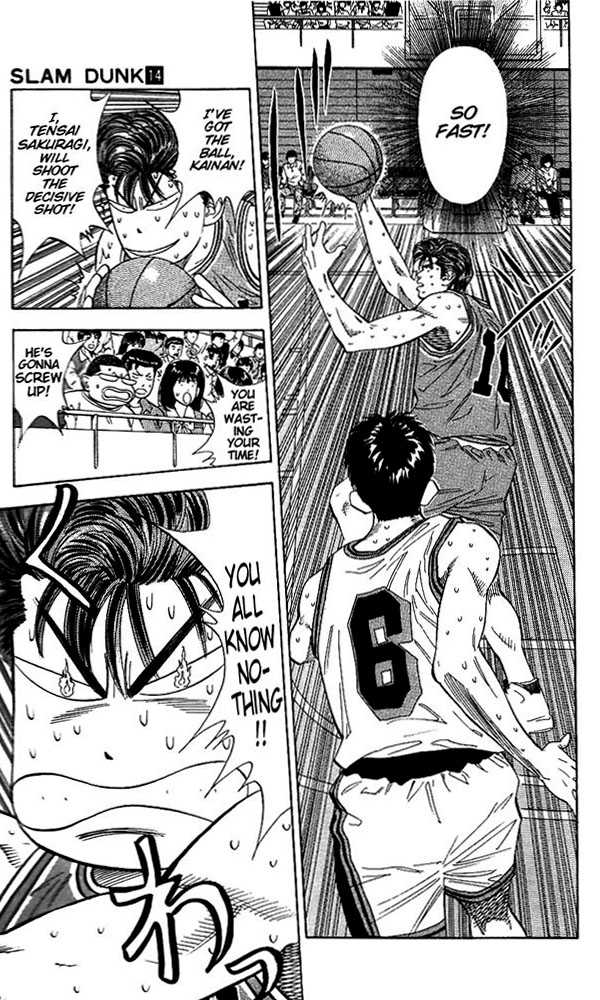 SLAM DUNK 14
SO
FAST!
I'VE
GOT
THE
BALL,
KAINAN!
I,
TENSAI
SAKURAGI,
WILL
SHOOT
THE
DECISIVE
SHOT!
YOU
ARE
WAST-
ING
YOUR
TIME!
HE'S
GONNA
SCREW
UP!
YOU
ALL
KNOW
NO-
THING
!!
6